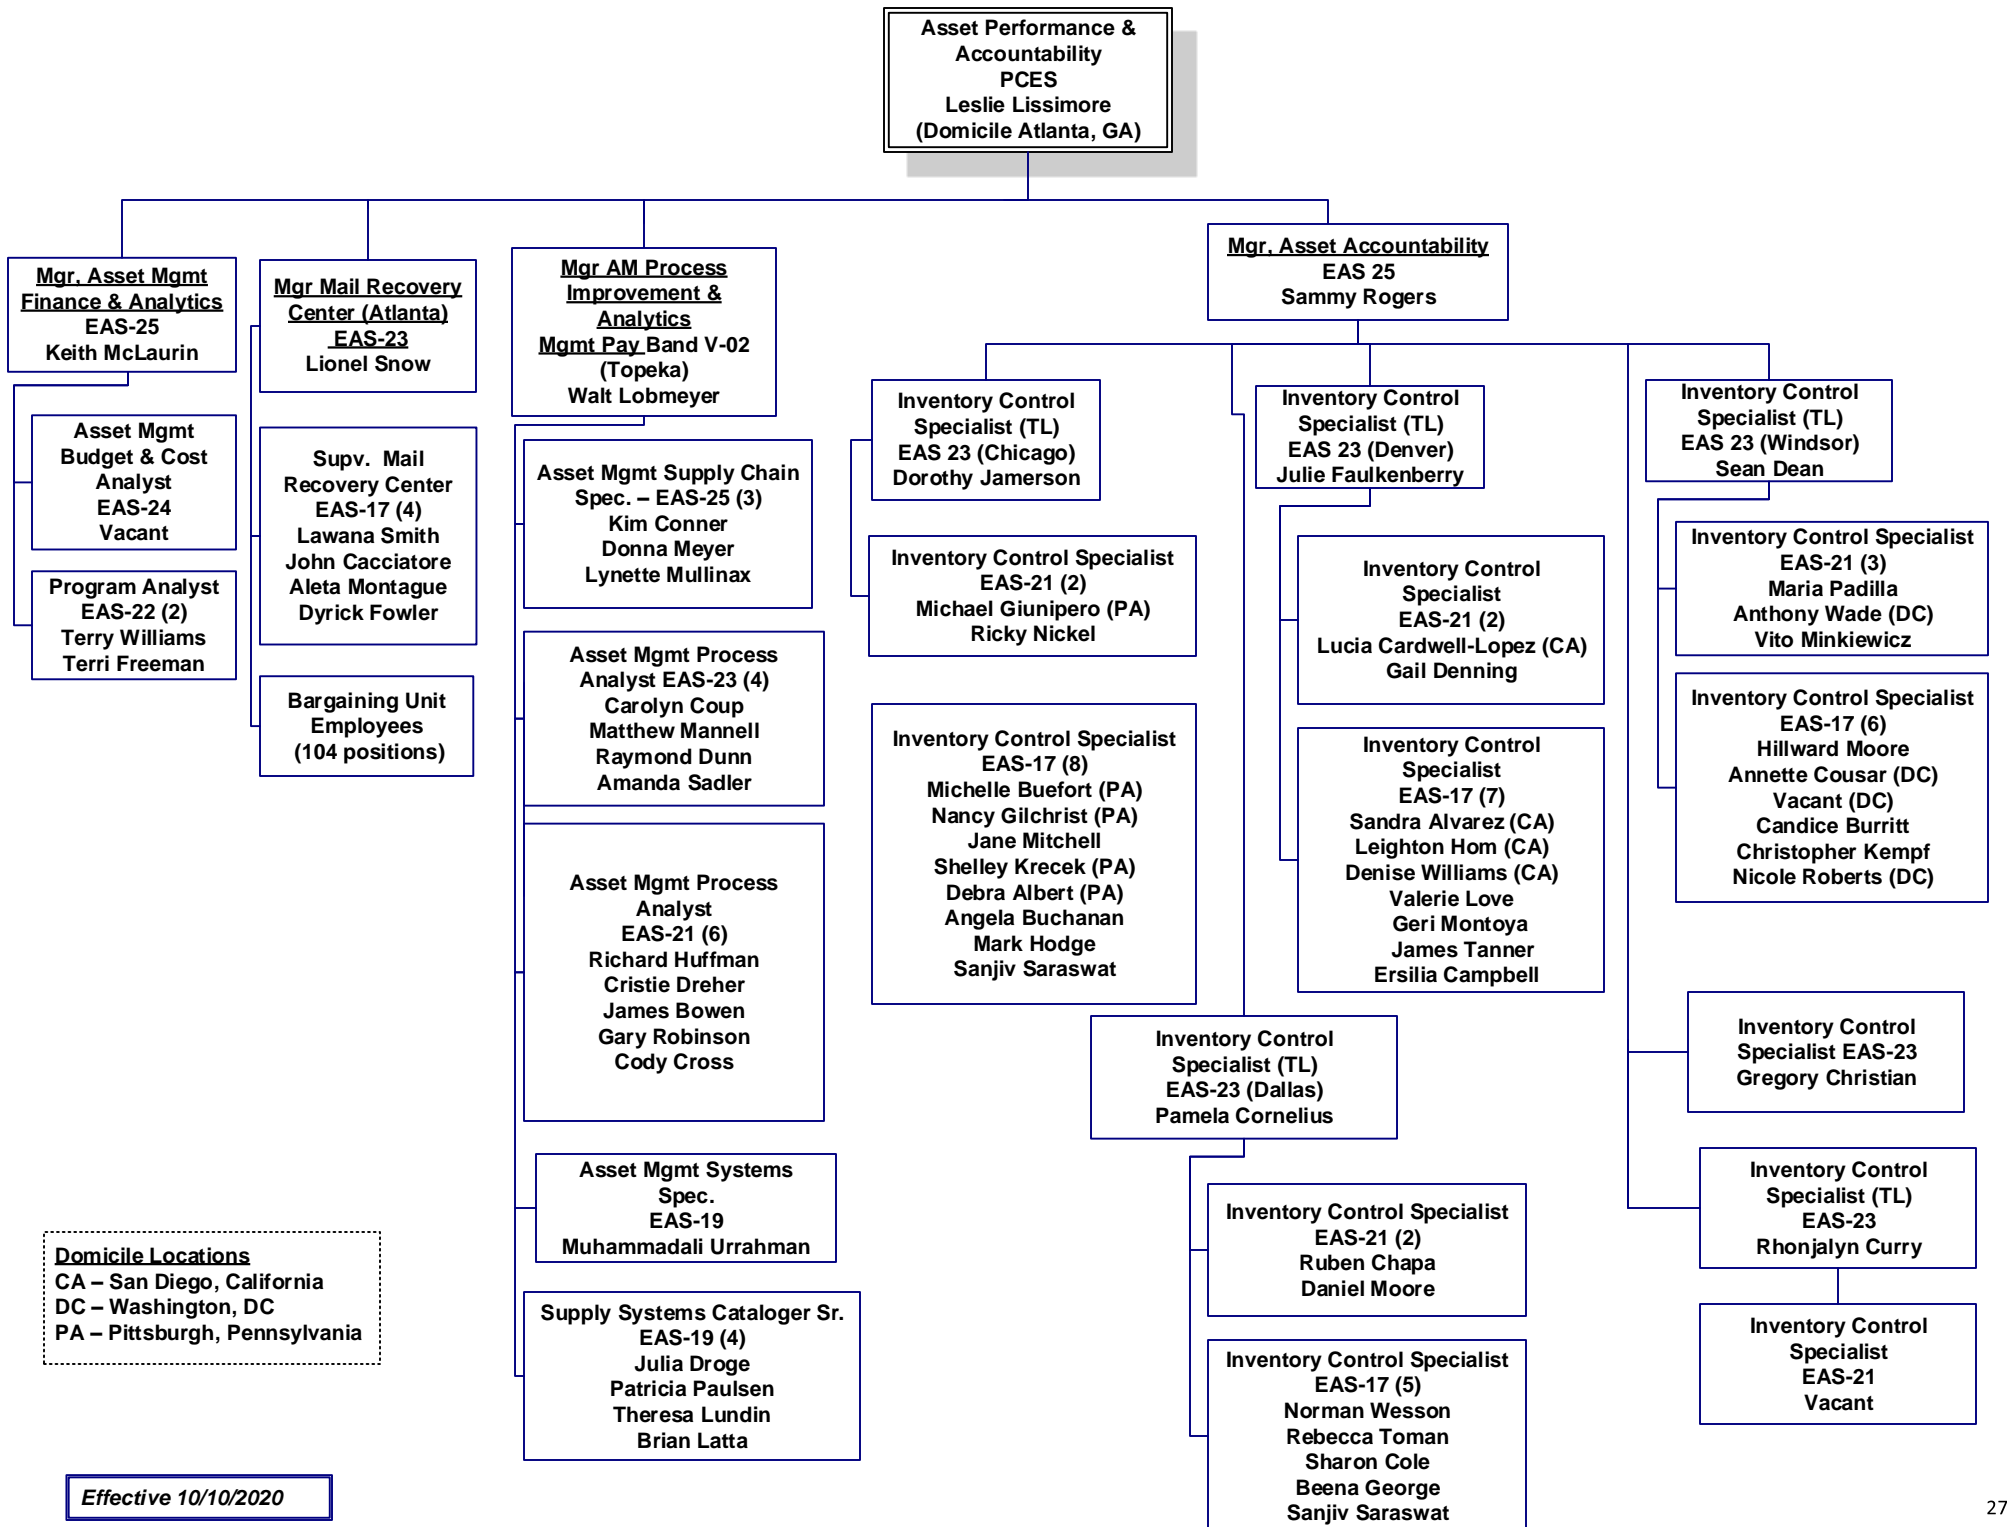 Asset Performance &
Accountability
PCES
Leslie Lissimore
(Domicile Atlanta, GA)
Mgr, Asset Mgmt
Finance & Analytics
EAS-25
Keith McLaurin
Asset Mgmt
Budget & Cost
Analyst
EAS-24
Vacant
Program Analyst
EAS-22 (2)
Terry Williams
Terri Freeman
Mgr Mail Recovery
Center (Atlanta)
EAS-23
Lionel Snow
Supv. Mail
Recovery Center
EAS-17 (4)
Lawana Smith
John Cacciatore
Aleta Montague
Dyrick Fowler
Bargaining Unit
Employees
(104 positions)
Mgr AM Process
Improvement &
Analytics
Mgmt Pay Band V-02
(Topeka)
Walt Lobmeyer
Asset Mgmt Supply Chain
Spec. – EAS-25 (3)
Kim Conner
Donna Meyer
Lynette Mullinax
Asset Mgmt Process
Analyst EAS-23 (4)
Carolyn Coup
Matthew Mannell
Raymond Dunn
Amanda Sadler
Asset Mgmt Process
Analyst
EAS-21 (6)
Richard Huffman
Cristie Dreher
James Bowen
Gary Robinson
Cody Cross
Asset Mgmt Systems
Spec.
EAS-19
Muhammadali Urrahman
Supply Systems Cataloger Sr.
EAS-19 (4)
Julia Droge
Patricia Paulsen
Theresa Lundin
Brian Latta
Mgr, Asset Accountability
EAS 25
Sammy Rogers
Inventory Control
Specialist (TL)
EAS 23 (Chicago)
Dorothy Jamerson
Inventory Control Specialist
EAS-21 (2)
Michael Giunipero (PA)
Ricky Nickel
Inventory Control Specialist
EAS-17 (8)
Michelle Buefort (PA)
Nancy Gilchrist (PA)
Jane Mitchell
Shelley Krecek (PA)
Debra Albert (PA)
Angela Buchanan
Mark Hodge
Sanjiv Saraswat
Inventory Control
Specialist (TL)
EAS-23 (Dallas)
Pamela Cornelius
Inventory Control Specialist
EAS-21 (2)
Ruben Chapa
Daniel Moore
Inventory Control Specialist
EAS-17 (5)
Norman Wesson
Rebecca Toman
Sharon Cole
Beena George
Sanjiv Saraswat
Inventory Control
Specialist (TL)
EAS 23 (Denver)
Julie Faulkenberry
Inventory Control
Specialist
EAS-21 (2)
Lucia Cardwell-Lopez (CA)
Gail Denning
Inventory Control
Specialist
EAS-17 (7)
Sandra Alvarez (CA)
Leighton Hom (CA)
Denise Williams (CA)
Valerie Love
Geri Montoya
James Tanner
Ersilia Campbell
Inventory Control
Specialist (TL)
EAS 23 (Windsor)
Sean Dean
Inventory Control Specialist
EAS-21 (3)
Maria Padilla
Anthony Wade (DC)
Vito Minkiewicz
Inventory Control Specialist
EAS-17 (6)
Hillward Moore
Annette Cousar (DC)
Vacant (DC)
Candice Burritt
Christopher Kempf
Nicole Roberts (DC)
Inventory Control
Specialist EAS-23
Gregory Christian
Inventory Control
Specialist (TL)
EAS-23
Rhonjalyn Curry
Inventory Control
Specialist
EAS-21
Vacant
Domicile Locations
CA – San Diego, California
DC – Washington, DC
PA – Pittsburgh, Pennsylvania
Effective 10/10/2020
27